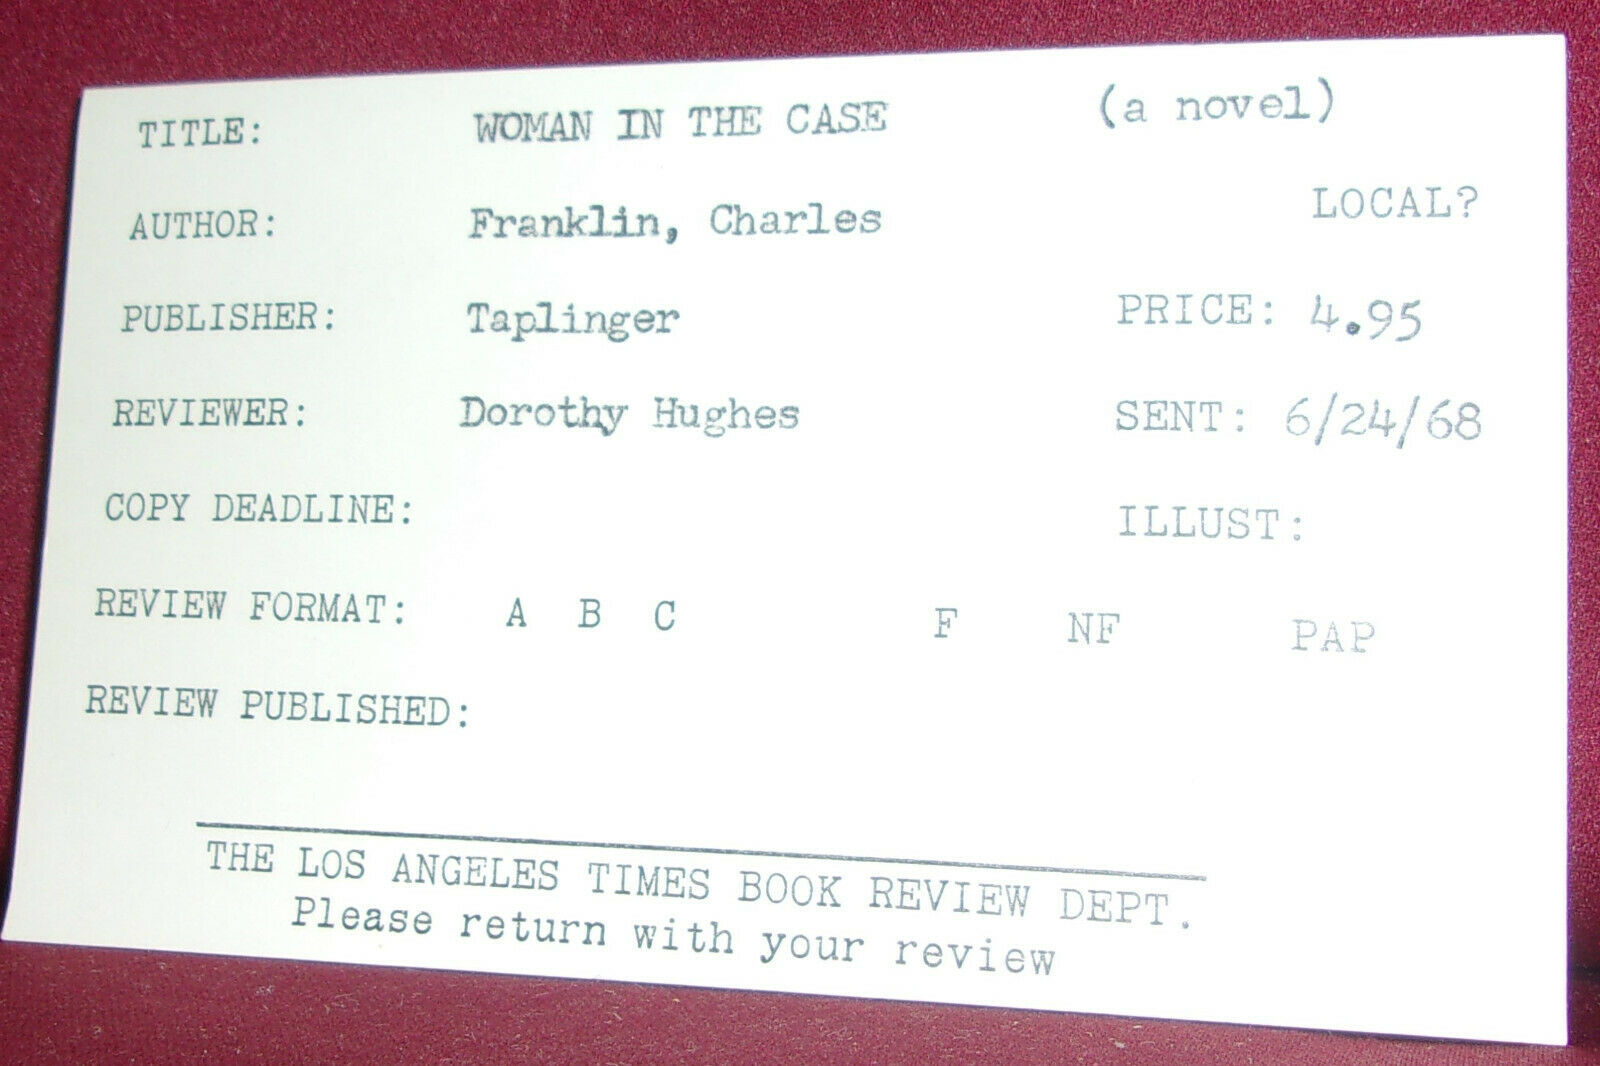 TITLE: WOMAN IN THE CASE (a novel)
LOCAL?
AUTHOR: Franklin, Charles
PUBLISHER: Taplinger PRICE: 4.95
REVIEWER: Dorothy Hughes SENT: 6/24/68
COPY DEADLINE: ILLUST:
REVIEW FORMAT: A B C F NF PAP
REVIEW PUBLISHED:
THE LOS ANGELES TIMES BOOK REVIEW DEPT.
Please return with your review